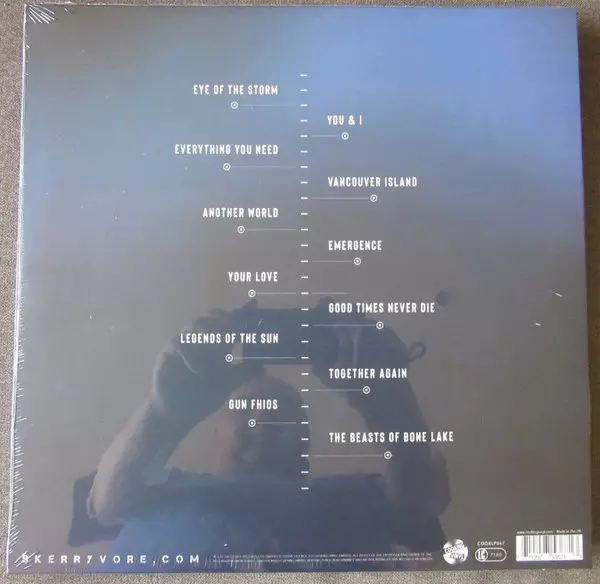 EYE OF THE STORM
YOU & I
EVERYTHING YOU NEED
VANCOUVER ISLAND
ANOTHER WORLD
EMERGENCE
YOUR LOVE
GOOD TIMES NEVER DIE
LEGENDS OF THE SUN
TOGETHER AGAIN
GUN FHIOS
THE BEASTS OF BONE LAKE
SKERRYVORE.COM
COOKLP847